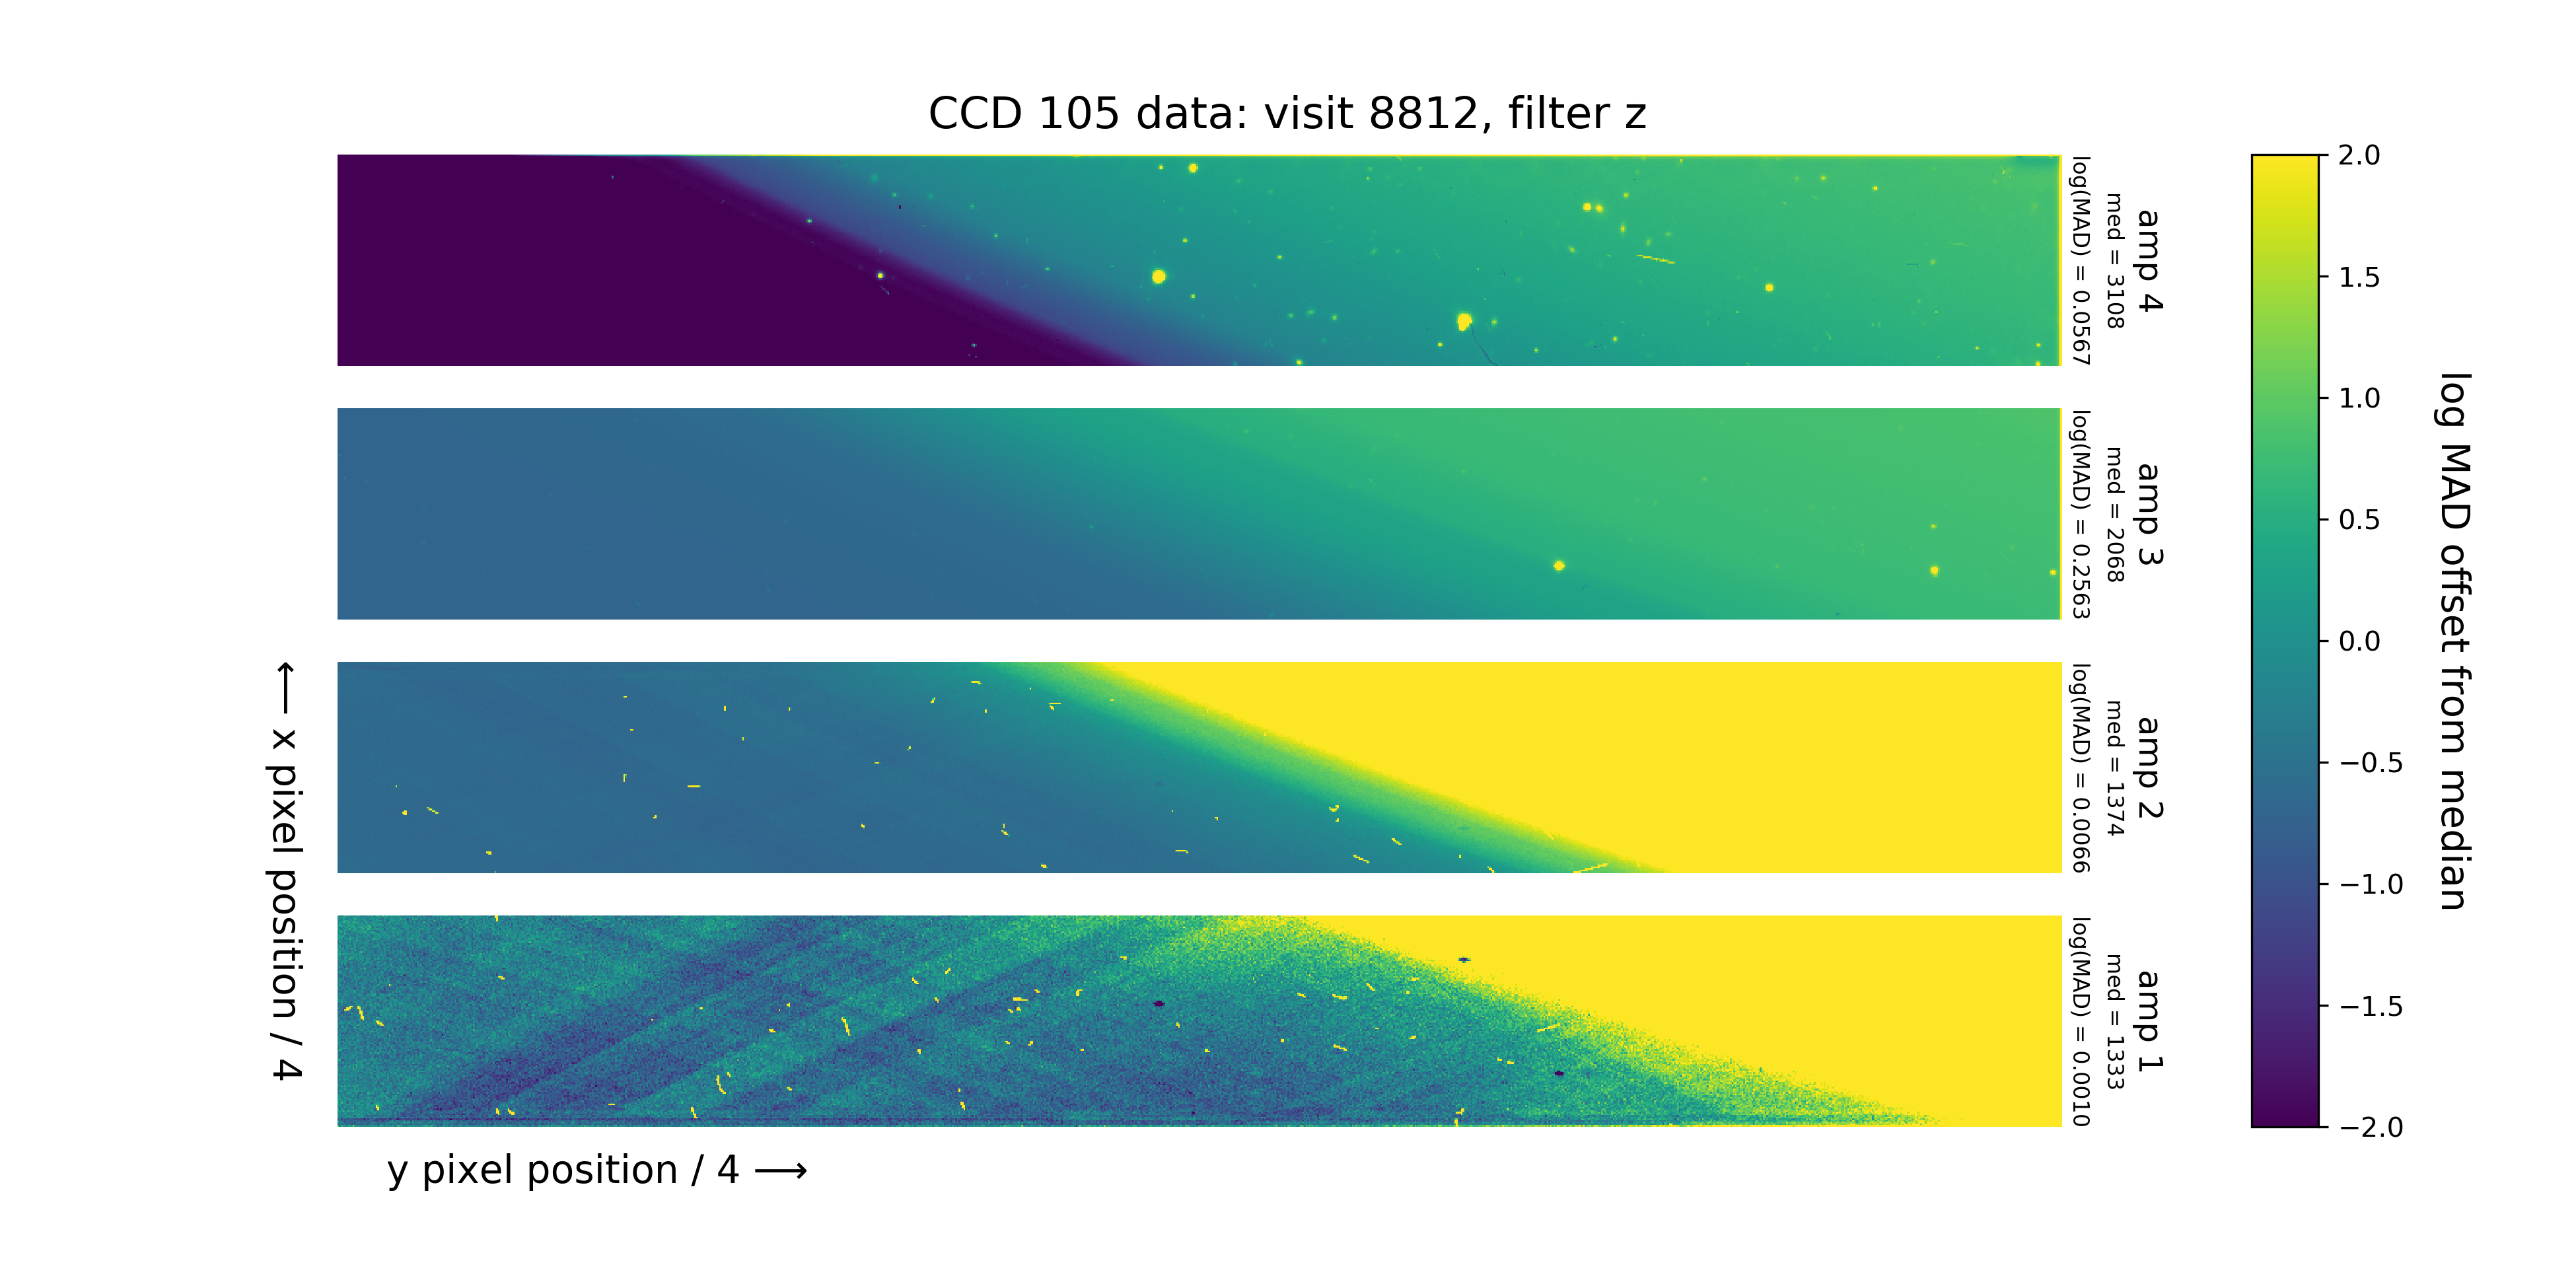 CCD 105 data: visit 8812, filter z
amp 4
med = 3108
log(MAD) = 0.0567
amp 3
med = 2068
log(MAD) = 0.2563
amp 2
med = 1374
log(MAD) = 0.0066
amp 1
med = 1333
log(MAD) = 0.0010
⟵ x pixel position / 4
y pixel position / 4 ⟶
2.0
1.5
1.0
0.5
0.0
−0.5
−1.0
−1.5
−2.0
log MAD offset from median